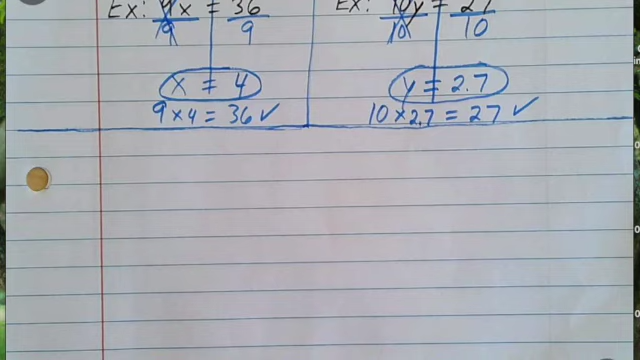 Ex: 9x = 36
9 9
x = 4
9 x 4 = 36 ✓
Ex: 10y = 27
10 10
y = 2.7
10 x 2.7 = 27 ✓